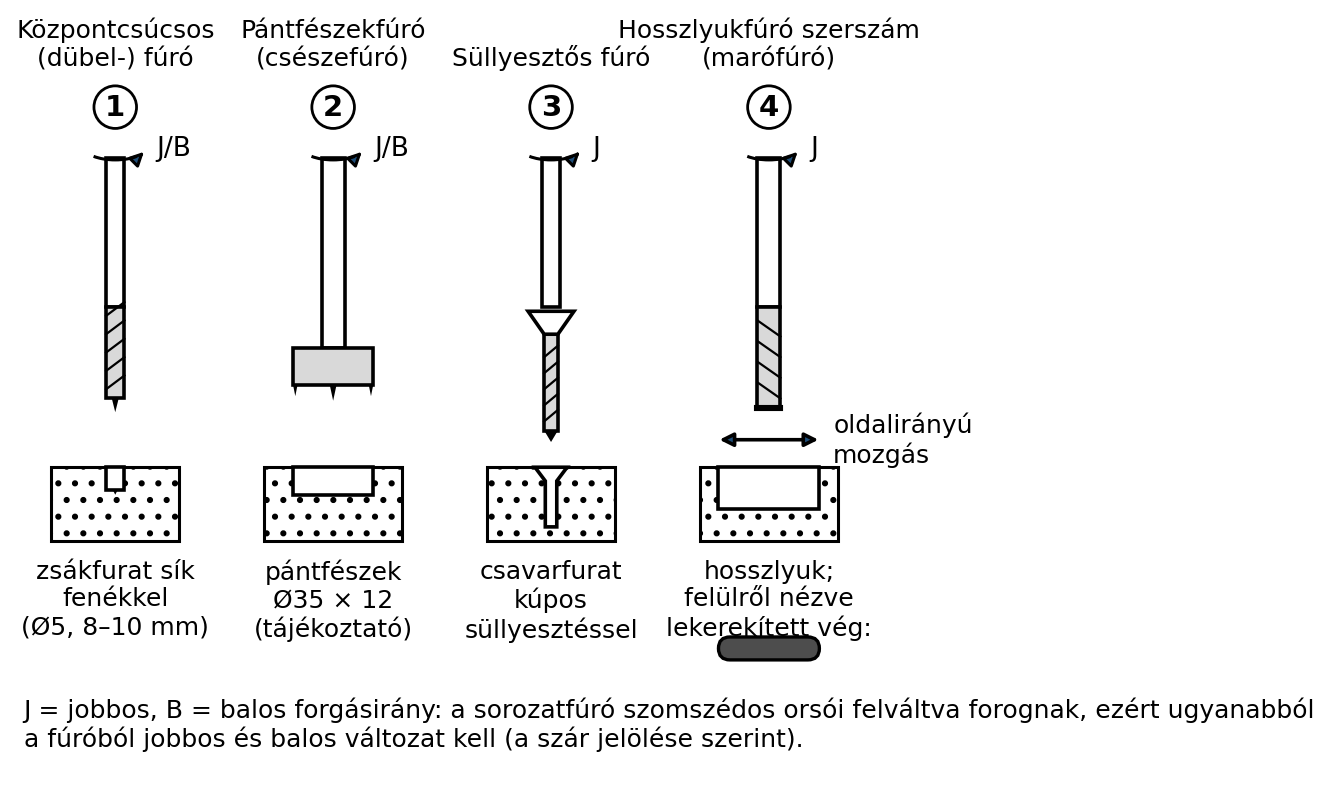 Központcsúcsos
(dübel-) fúró
Pántfészekfúró
(csészefúró)
Süllyesztős fúró
Hosszlyukfúró szerszám
(marófúró)
1
2
3
4
J/B
J/B
J
J
oldalirányú
mozgás
zsákfurat sík
fenékkel
(Ø5, 8–10 mm)
pántfészek
Ø35 × 12
(tájékoztató)
csavarfurat
kúpos
süllyesztéssel
hosszlyuk;
felülről nézve
lekerekített vég:
J = jobbos, B = balos forgásirány: a sorozatfúró szomszédos orsói felváltva forognak, ezért ugyanabból
a fúróból jobbos és balos változat kell (a szár jelölése szerint).